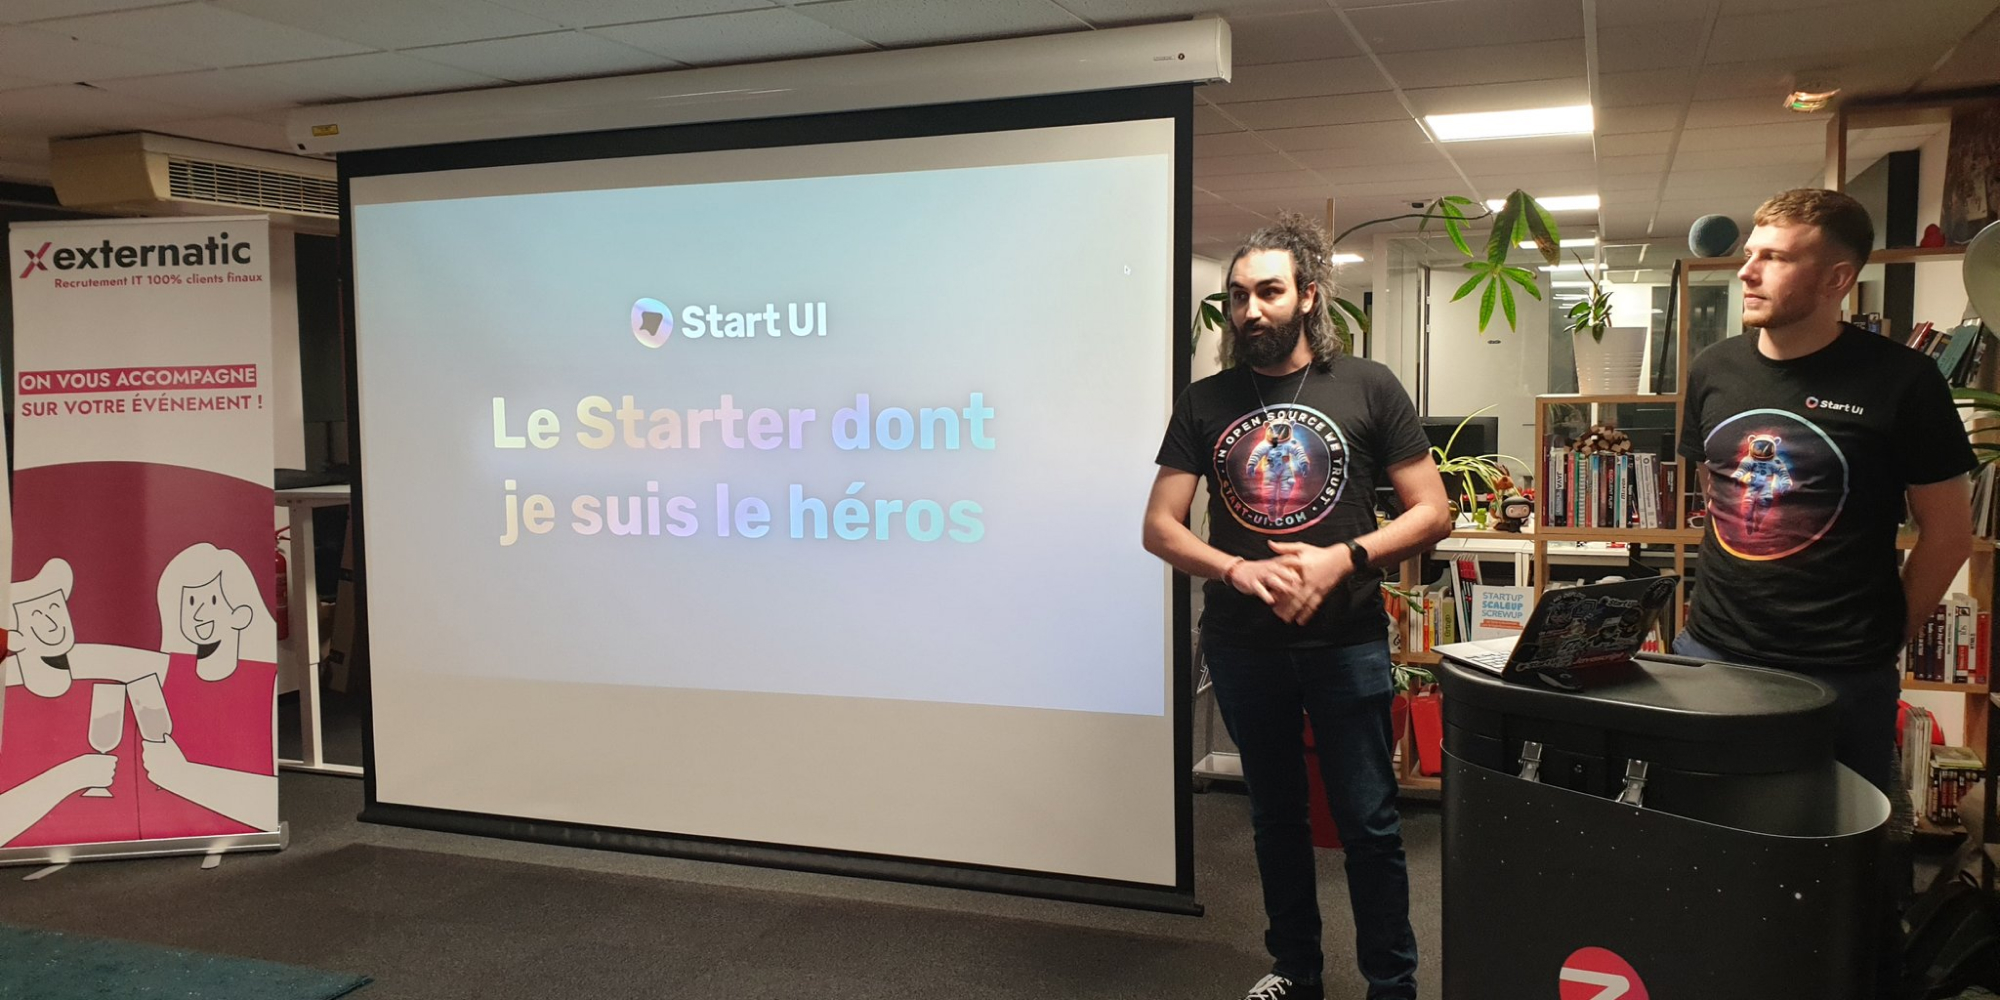 externatic
Recrutement IT 100% clients finaux
ON VOUS ACCOMPAGNE
SUR VOTRE ÉVÉNEMENT !
Start UI
Le Starter dont
je suis le héros
IN OPEN SOURCE WE TRUST
START-UI.COM
Start UI
STARTUP
SCALEUP
SCREWUP